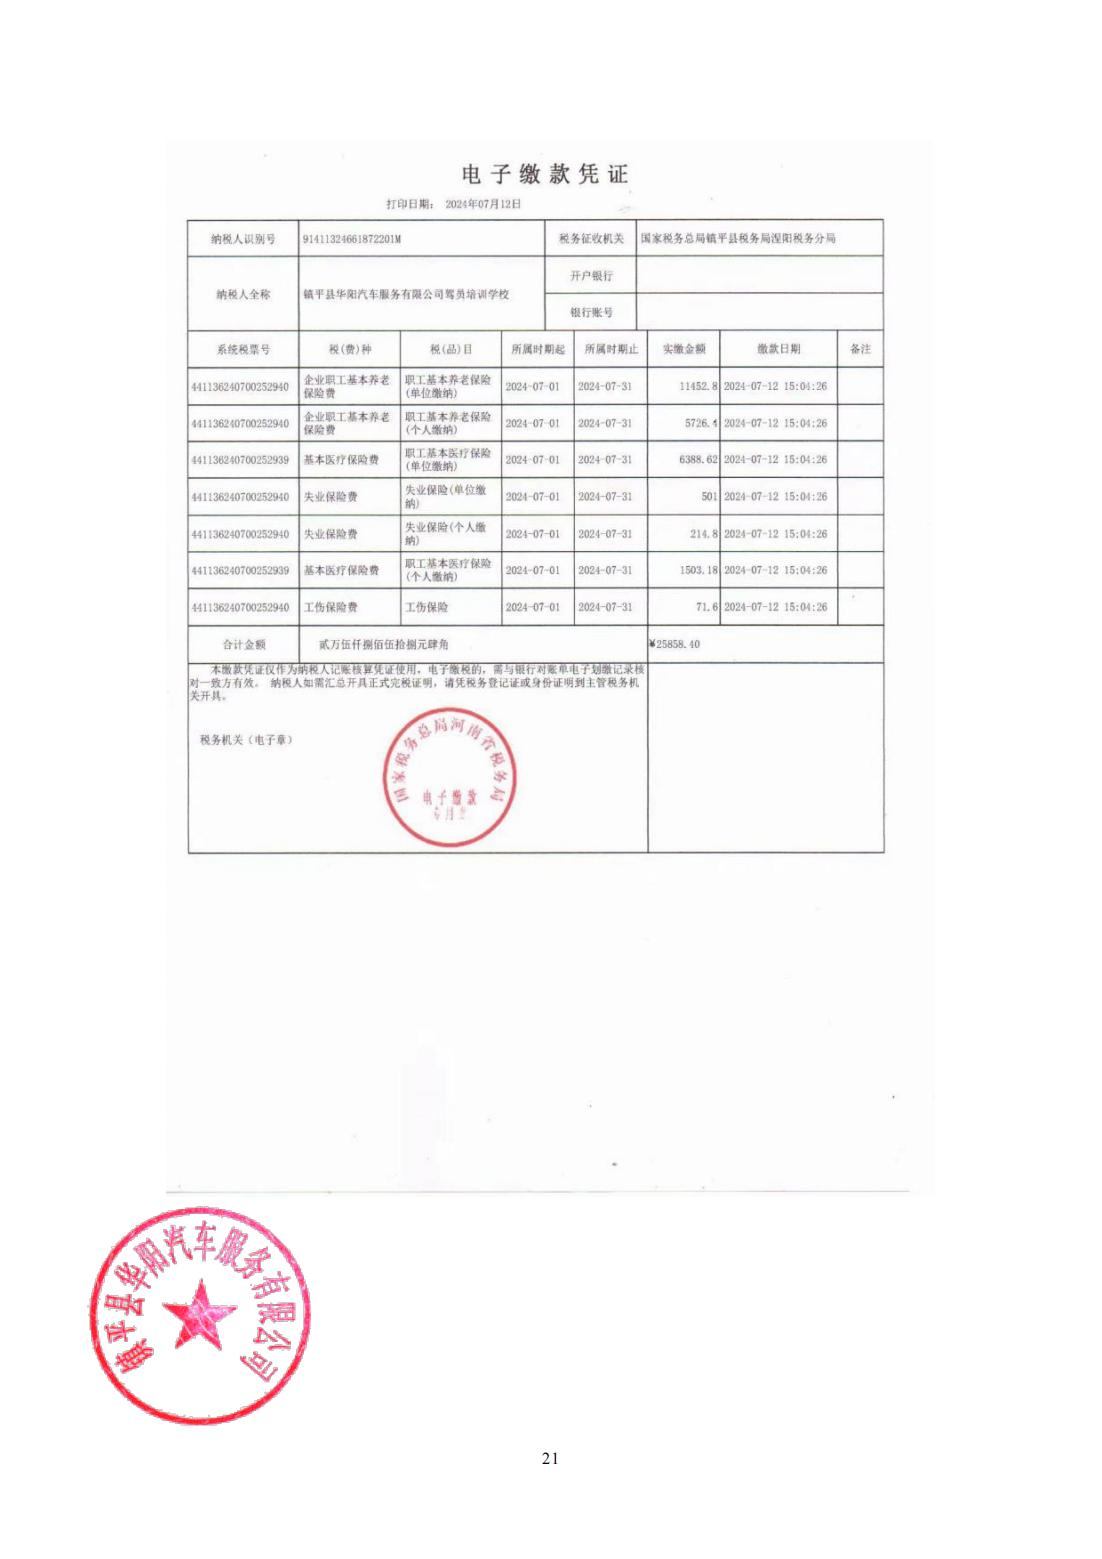 电子缴款凭证
打印日期： 2024年07月12日
纳税人识别号 91411324661872201M 税务征收机关 国家税务总局镇平县税务局涅阳税务分局
纳税人全称 镇平县华阳汽车服务有限公司驾员培训学校 开户银行
银行账号
系统税票号 税(费)种 税(品)目 所属时期起 所属时期止 实缴金额 缴款日期 备注
441136240700252940 企业职工基本养老保险费 职工基本养老保险(单位缴纳) 2024-07-01 2024-07-31 11452.8 2024-07-12 15:04:26
441136240700252940 企业职工基本养老保险费 职工基本养老保险(个人缴纳) 2024-07-01 2024-07-31 5726.4 2024-07-12 15:04:26
441136240700252939 基本医疗保险费 职工基本医疗保险(单位缴纳) 2024-07-01 2024-07-31 6388.62 2024-07-12 15:04:26
441136240700252940 失业保险费 失业保险(单位缴纳) 2024-07-01 2024-07-31 501 2024-07-12 15:04:26
441136240700252940 失业保险费 失业保险(个人缴纳) 2024-07-01 2024-07-31 214.8 2024-07-12 15:04:26
441136240700252939 基本医疗保险费 职工基本医疗保险(个人缴纳) 2024-07-01 2024-07-31 1503.18 2024-07-12 15:04:26
441136240700252940 工伤保险费 工伤保险 2024-07-01 2024-07-31 71.6 2024-07-12 15:04:26
合计金额 贰万伍仟捌佰伍拾捌元肆角 ¥25858.40
本缴款凭证仅作为纳税人记账核算凭证使用，电子缴税的，需与银行对账单电子划缴记录核
对一致方有效。 纳税人如需汇总开具正式完税证明，请凭税务登记证或身份证明到主管税务机
关开具。
税务机关（电子章）
国家税务总局河南省税务局
电子缴款
专用章
镇平县华阳汽车服务有限公司
21